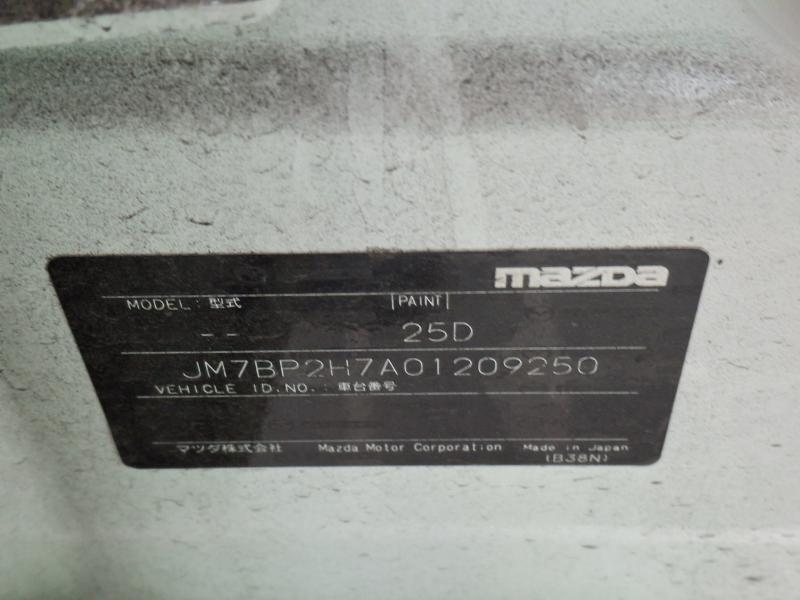 mazda
MODEL: 型式 [PAINT]
-- 25D
JM7BP2H7A01209250
VEHICLE ID.NO.: 車台番号
マツダ株式会社 Mazda Motor Corporation Made in Japan
(B38N)